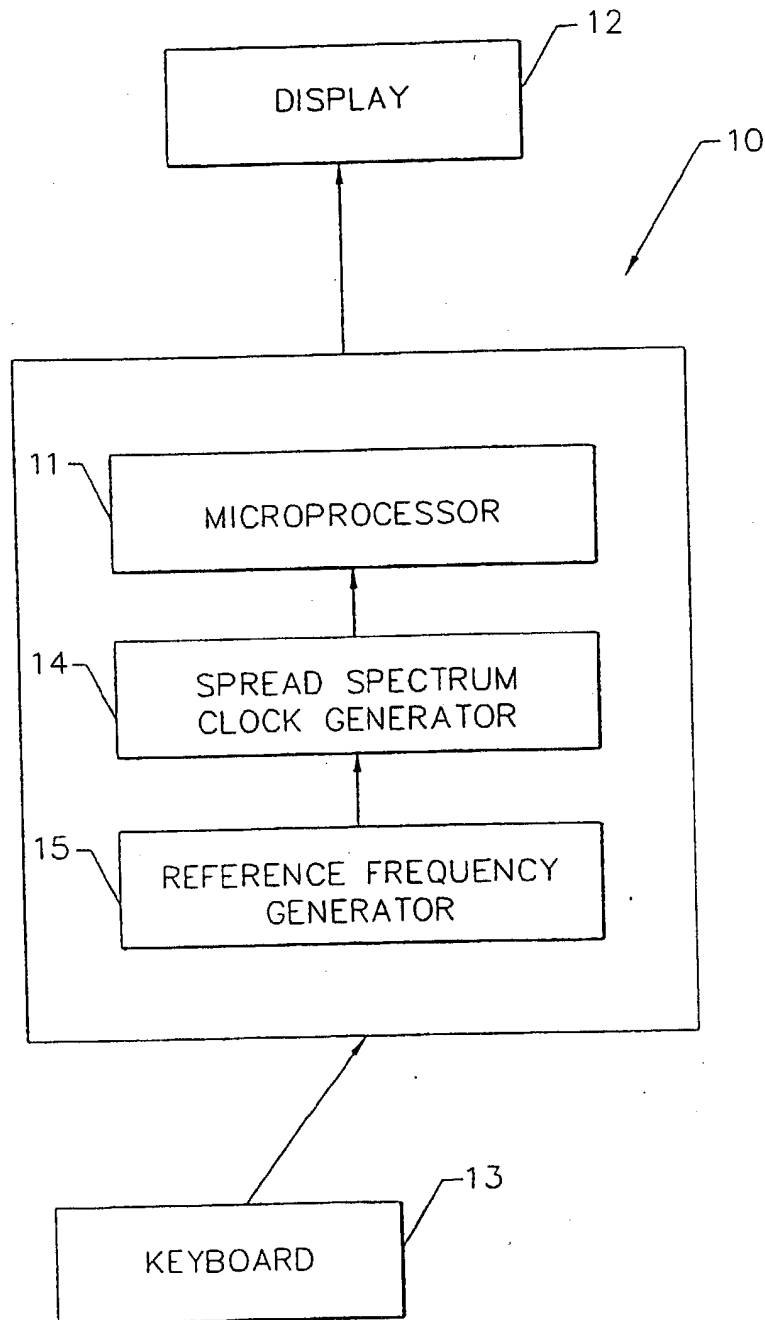 12
DISPLAY
10
11
MICROPROCESSOR
14
SPREAD SPECTRUM
CLOCK GENERATOR
15
REFERENCE FREQUENCY
GENERATOR
13
KEYBOARD